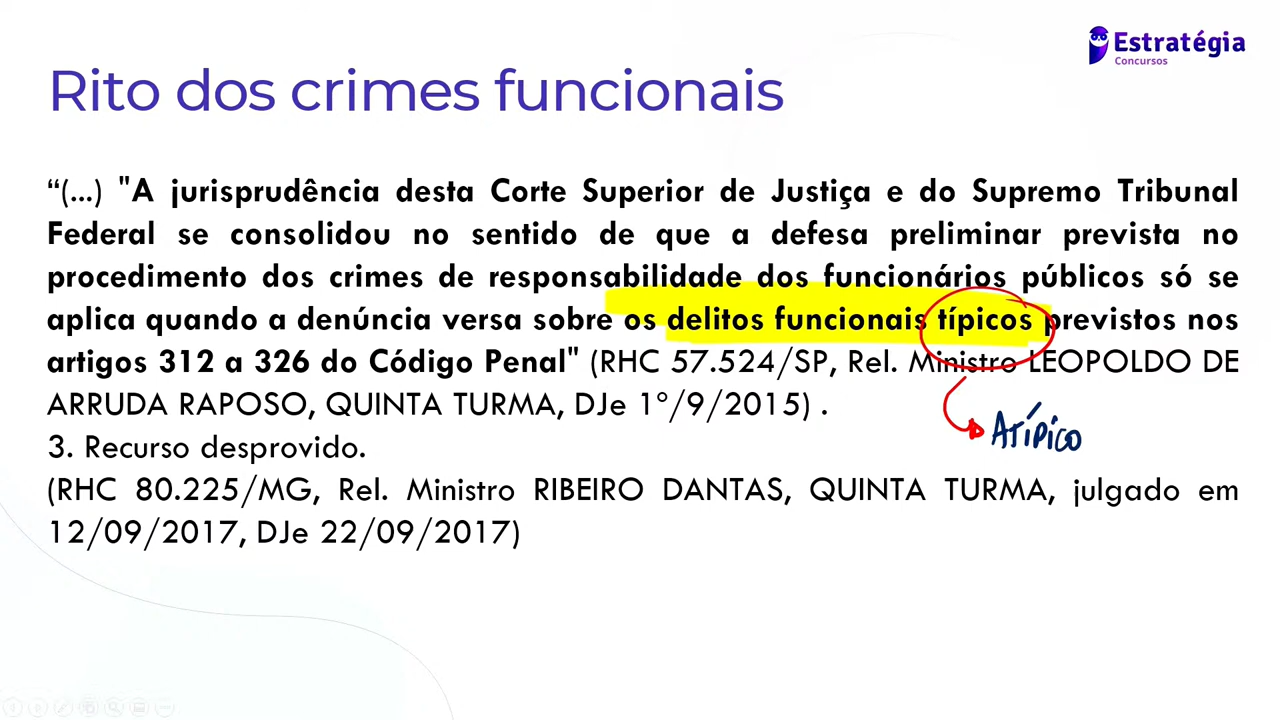 Estratégia
Concursos
Rito dos crimes funcionais
“(...) "A jurisprudência desta Corte Superior de Justiça e do Supremo Tribunal
Federal se consolidou no sentido de que a defesa preliminar prevista no
procedimento dos crimes de responsabilidade dos funcionários públicos só se
aplica quando a denúncia versa sobre os delitos funcionais típicos previstos nos
artigos 312 a 326 do Código Penal" (RHC 57.524/SP, Rel. Ministro LEOPOLDO DE
ARRUDA RAPOSO, QUINTA TURMA, DJe 1º/9/2015) .
ATÍPICO
3. Recurso desprovido.
(RHC 80.225/MG, Rel. Ministro RIBEIRO DANTAS, QUINTA TURMA, julgado em
12/09/2017, DJe 22/09/2017)